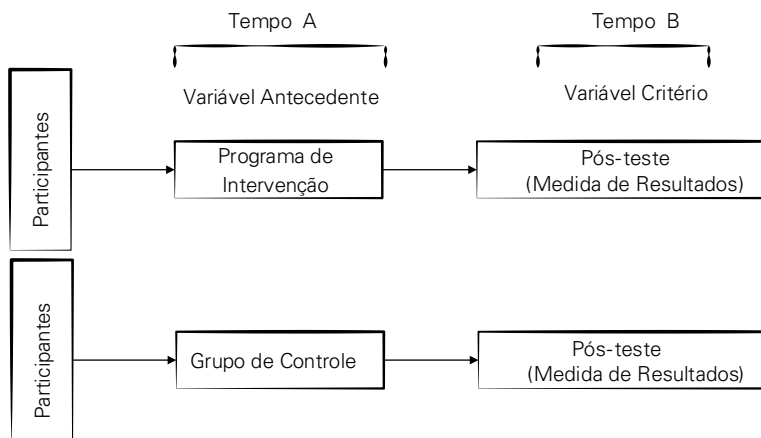 Tempo A
Tempo B
Variável Antecedente
Variável Critério
Participantes
Programa de
Intervenção
Pós-teste
(Medida de Resultados)
Participantes
Grupo de Controle
Pós-teste
(Medida de Resultados)